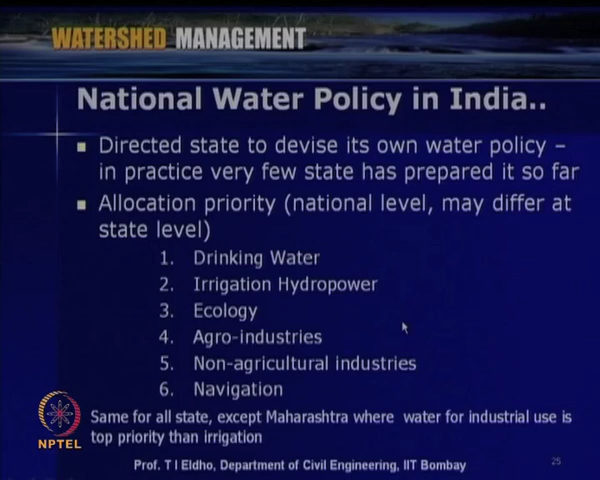 WATERSHED MANAGEMENT
National Water Policy in India..
Directed state to devise its own water policy –
in practice very few state has prepared it so far
Allocation priority (national level, may differ at
state level)
1. Drinking Water
2. Irrigation Hydropower
3. Ecology
4. Agro-industries
5. Non-agricultural industries
6. Navigation
Same for all state, except Maharashtra where water for industrial use is
top priority than irrigation
NPTEL
Prof. T I Eldho, Department of Civil Engineering, IIT Bombay
25